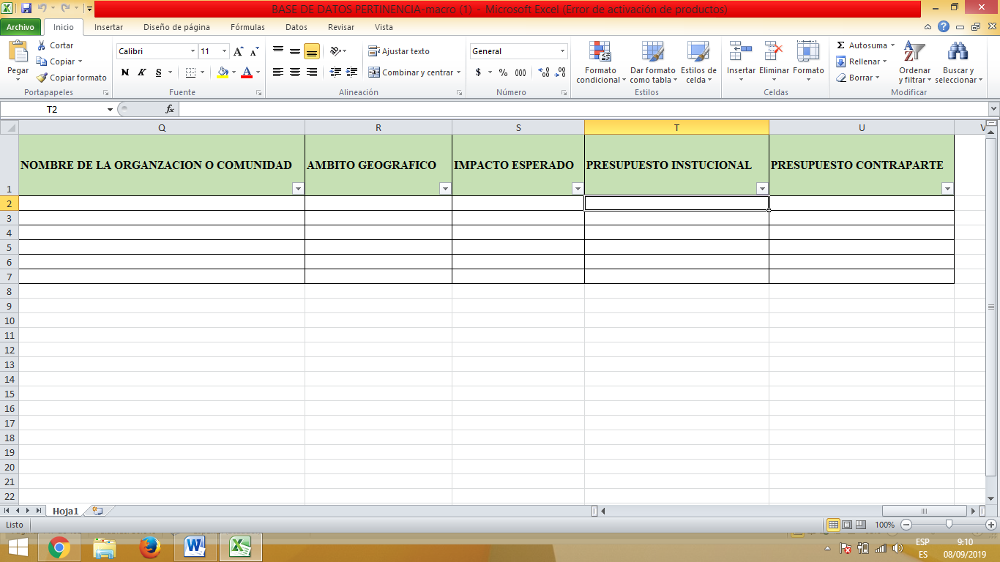 BASE DE DATOS PERTINENCIA-macro (1) - Microsoft Excel (Error de activación de productos)
Archivo Inicio Insertar Diseño de página Fórmulas Datos Revisar Vista
Pegar
Cortar
Copiar
Copiar formato
Portapapeles
Calibri 11
N K S
Fuente
Ajustar texto
Combinar y centrar
Alineación
General
$ % 000
Número
Formato condicional
Dar formato como tabla
Estilos de celda
Estilos
Insertar Eliminar Formato
Celdas
Autosuma
Rellenar
Borrar
Ordenar y filtrar
Buscar y seleccionar
Modificar
T2 fx
Q R S T U V
1 NOMBRE DE LA ORGANZACION O COMUNIDAD AMBITO GEOGRAFICO IMPACTO ESPERADO PRESUPUESTO INSTUCIONAL PRESUPUESTO CONTRAPARTE
2
3
4
5
6
7
8
9
10
11
12
13
14
15
16
17
18
19
20
21
22
Hoja1
Listo 100%
ESP 9:10
ES 08/09/2019